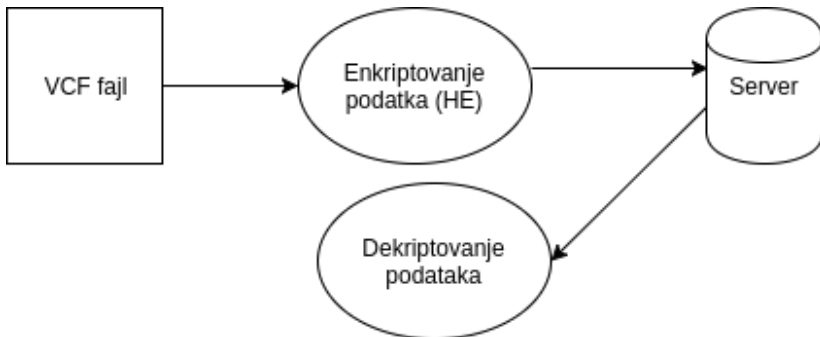 VCF fajl
Enkriptovanje
podatka (HE)
Server
Dekriptovanje
podataka